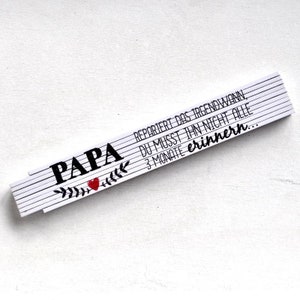 PAPA
REPARIERT DAS IRGENDWANN,
DU MUSST IHN NICHT ALLE
3 MONATE erinnern...